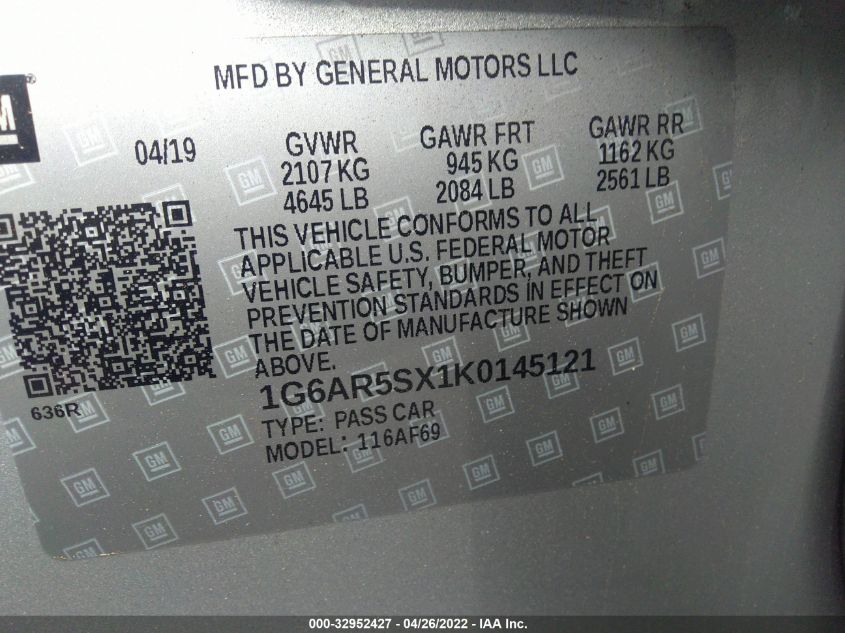 MFD BY GENERAL MOTORS LLC
GM
04/19
GVWR GAWR FRT GAWR RR
2107 KG 945 KG 1162 KG
4645 LB 2084 LB 2561 LB
THIS VEHICLE CONFORMS TO ALL
APPLICABLE U.S. FEDERAL MOTOR
VEHICLE SAFETY, BUMPER, AND THEFT
PREVENTION STANDARDS IN EFFECT ON
THE DATE OF MANUFACTURE SHOWN
ABOVE.
1G6AR5SX1K0145121
636R
TYPE: PASS CAR
MODEL: 116AF69
000-32952427 - 04/26/2022 - IAA Inc.